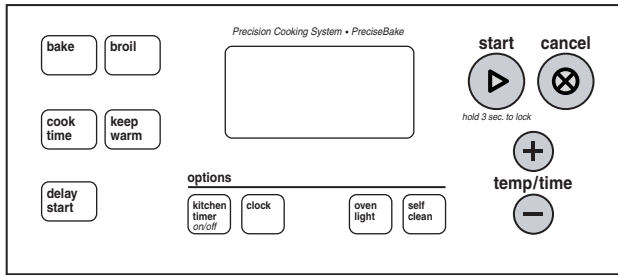 Precision Cooking System • PreciseBake
bake
broil
start
cancel
hold 3 sec. to lock
cook
time
keep
warm
temp/time
delay
start
options
kitchen
timer
on/off
clock
oven
light
self
clean